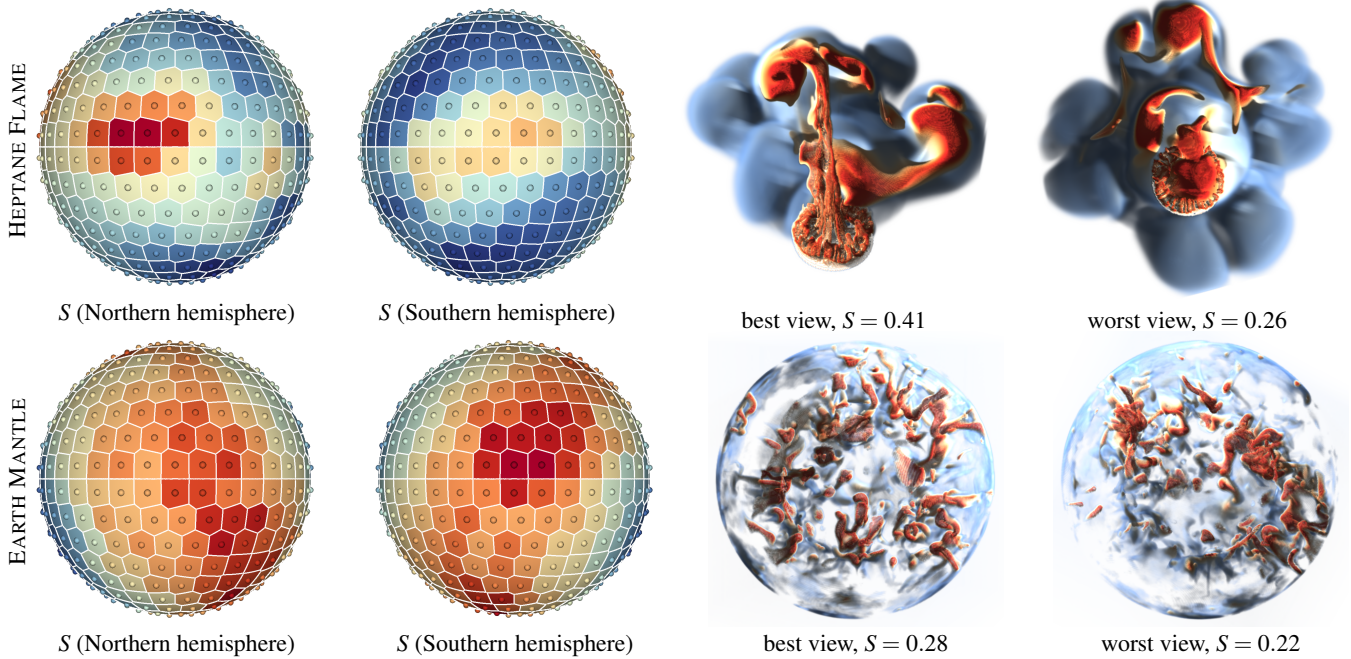 HEPTANE FLAME
S (Northern hemisphere)
S (Southern hemisphere)
best view, S = 0.41
worst view, S = 0.26
EARTH MANTLE
S (Northern hemisphere)
S (Southern hemisphere)
best view, S = 0.28
worst view, S = 0.22